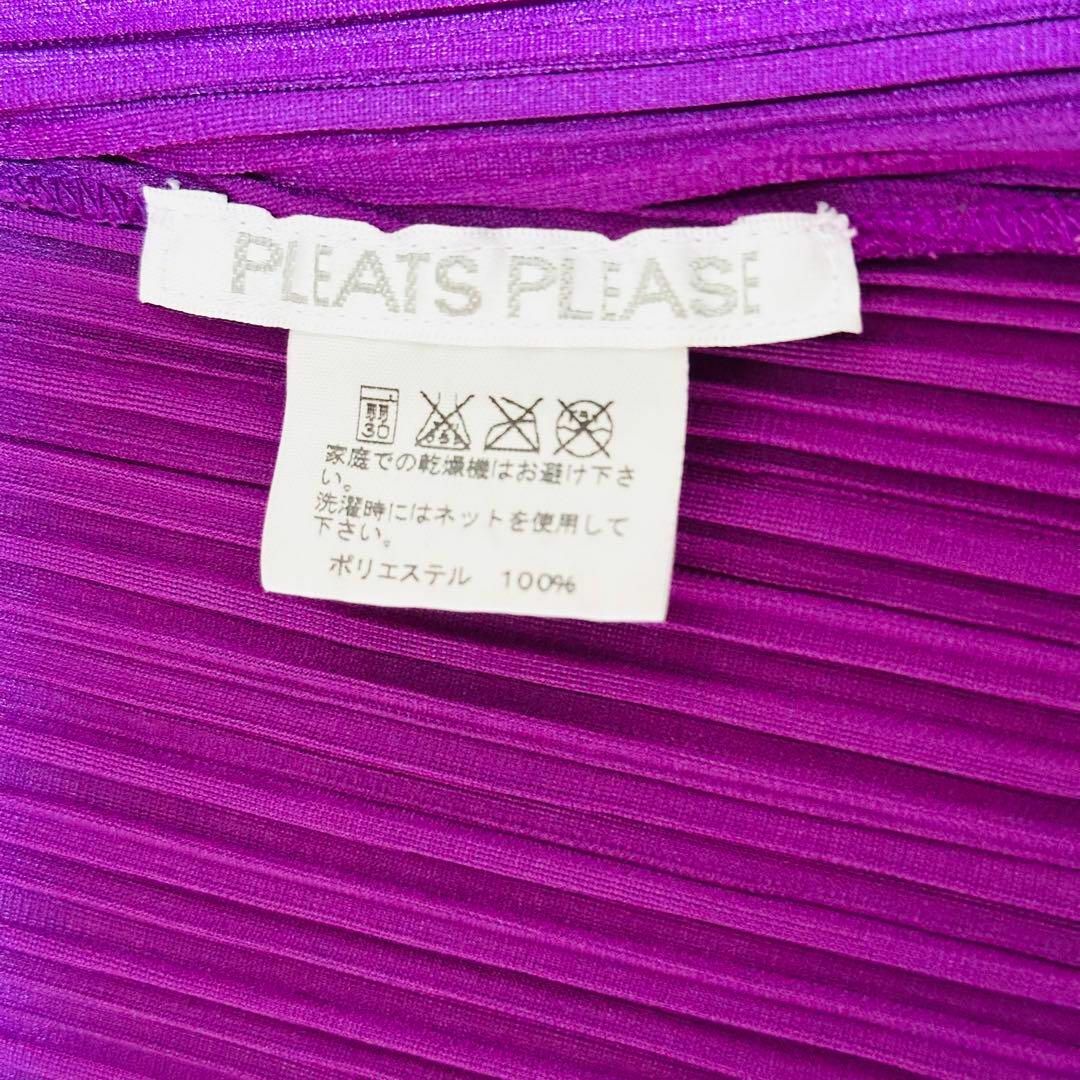 PLEATS PLEASE
弱
30
家庭での乾燥機はお避け下さ
い。
洗濯時にはネットを使用して
下さい。
ポリエステル 100%